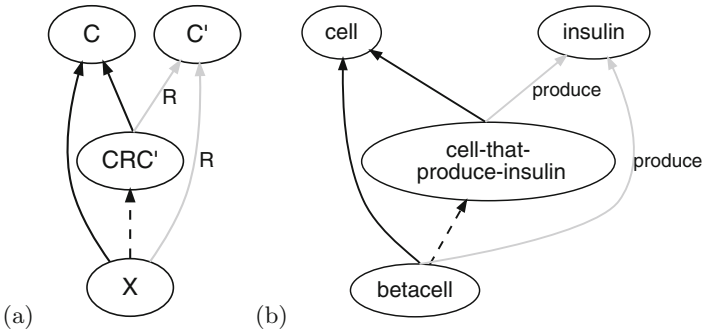 C
C'
R
CRC'
R
X
(a)
cell
insulin
produce
cell-that-
produce-insulin
produce
betacell
(b)